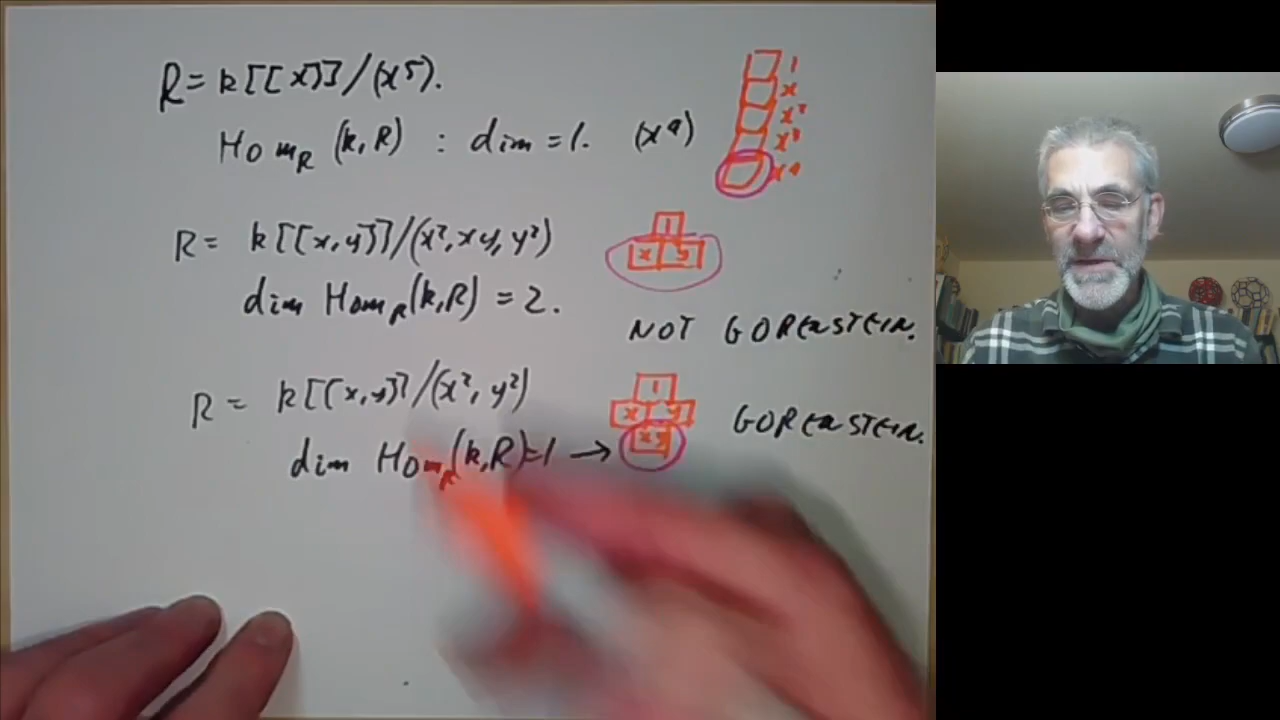 R = k[[x]]/(x⁵).
Hom_R (k,R) : dim = 1. (x⁴)
1
x
x²
x³
x⁴
R = k[[x,y]]/(x²,xy,y²)
dim Hom_R(k,R) = 2.
1
x y
NOT GORENSTEIN.
R = k[[x,y]]/(x²,y²)
dim Hom_R(k,R)=1 →
1
x y
xy
GORENSTEIN.